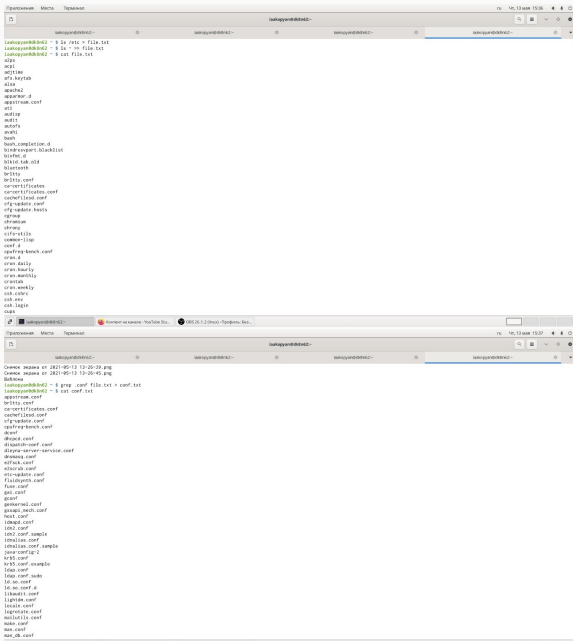 Приложения Места Терминал ru Чт, 13 мая 15:36
iaakopyan@dk8n62:~
iaakopyan@dk8n62:~ iaakopyan@dk8n62:~ iaakopyan@dk8n62:~ iaakopyan@dk8n62:~
iaakopyan@dk8n62 ~ $ ls /etc > file.txt
iaakopyan@dk8n62 ~ $ ls ~ >> file.txt
iaakopyan@dk8n62 ~ $ cat file.txt
a2ps
acpi
adjtime
afs.keytab
alsa
apache2
apparmor.d
appstream.conf
ati
audisp
audit
autofs
avahi
bash
bash_completion.d
bindresvport.blacklist
binfmt.d
blkid.tab.old
bluetooth
brltty
brltty.conf
ca-certificates
ca-certificates.conf
cachefilesd.conf
cfg-update.conf
cfg-update.hosts
cgroup
chromium
chrony
cifs-utils
common-lisp
conf.d
cpufreq-bench.conf
cron.d
cron.daily
cron.hourly
cron.monthly
crontab
cron.weekly
csh.cshrc
csh.env
csh.login
cups
iaakopyan@dk8n62:~ Контент на канале - YouTube Stu... OBS 26.1.2 (linux) - Профиль: Без...
Приложения Места Терминал ru Чт, 13 мая 15:37
iaakopyan@dk8n62:~
iaakopyan@dk8n62:~ iaakopyan@dk8n62:~ iaakopyan@dk8n62:~ iaakopyan@dk8n62:~
Снимок экрана от 2021-05-13 13-26-39.png
Снимок экрана от 2021-05-13 13-26-45.png
Шаблоны
iaakopyan@dk8n62 ~ $ grep .conf file.txt > conf.txt
iaakopyan@dk8n62 ~ $ cat conf.txt
appstream.conf
brltty.conf
ca-certificates.conf
cachefilesd.conf
cfg-update.conf
cpufreq-bench.conf
dconf
dhcpcd.conf
dispatch-conf.conf
dleyna-server-service.conf
dnsmasq.conf
e2fsck.conf
e2scrub.conf
etc-update.conf
fluidsynth.conf
fuse.conf
gai.conf
gconf
genkernel.conf
gssapi_mech.conf
host.conf
idmapd.conf
idn2.conf
idn2.conf.sample
idnalias.conf
idnalias.conf.sample
java-config-2
krb5.conf
krb5.conf.example
ldap.conf
ldap.conf.sudo
ld.so.conf
ld.so.conf.d
libaudit.conf
lightdm.conf
locale.conf
logrotate.conf
mailutils.conf
make.conf
man.conf
man_db.conf